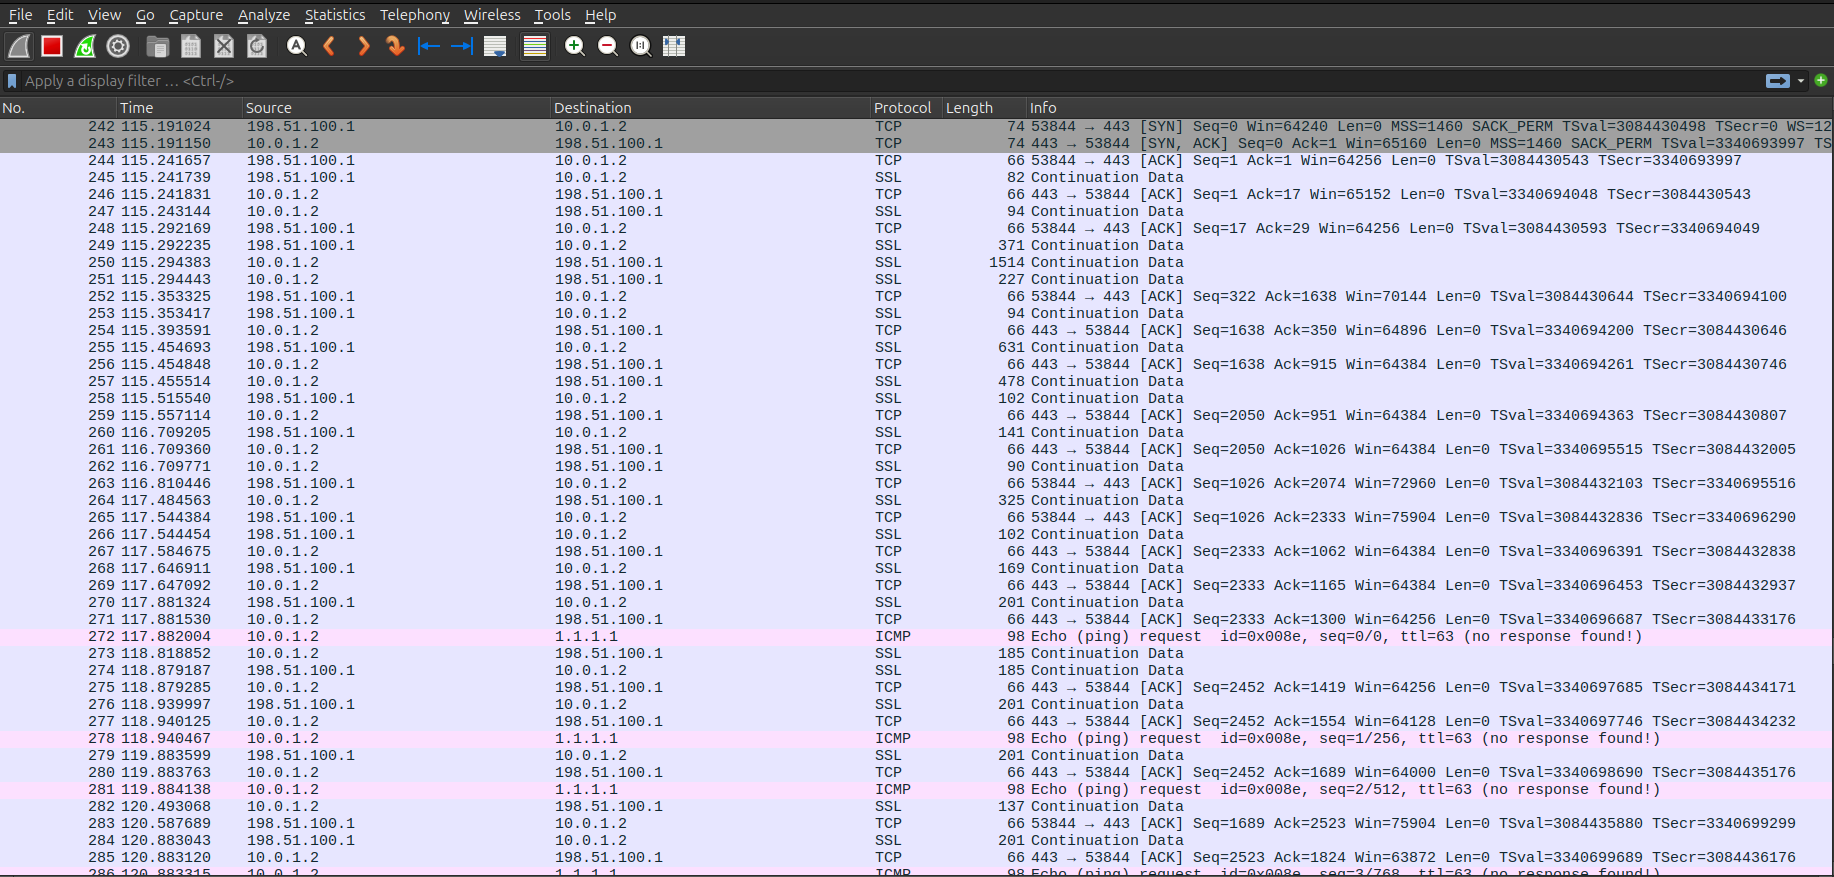 File Edit View Go Capture Analyze Statistics Telephony Wireless Tools Help
Apply a display filter … <Ctrl-/>
No. Time Source Destination Protocol Length Info
242 115.191024 198.51.100.1 10.0.1.2 TCP 74 53844 → 443 [SYN] Seq=0 Win=64240 Len=0 MSS=1460 SACK_PERM TSval=3084430498 TSecr=0 WS=12
243 115.191150 10.0.1.2 198.51.100.1 TCP 74 443 → 53844 [SYN, ACK] Seq=0 Ack=1 Win=65160 Len=0 MSS=1460 SACK_PERM TSval=3340693997 TS
244 115.241657 198.51.100.1 10.0.1.2 TCP 66 53844 → 443 [ACK] Seq=1 Ack=1 Win=64256 Len=0 TSval=3084430543 TSecr=3340693997
245 115.241739 198.51.100.1 10.0.1.2 SSL 82 Continuation Data
246 115.241831 10.0.1.2 198.51.100.1 TCP 66 443 → 53844 [ACK] Seq=1 Ack=17 Win=65152 Len=0 TSval=3340694048 TSecr=3084430543
247 115.243144 10.0.1.2 198.51.100.1 SSL 94 Continuation Data
248 115.292169 198.51.100.1 10.0.1.2 TCP 66 53844 → 443 [ACK] Seq=17 Ack=29 Win=64256 Len=0 TSval=3084430593 TSecr=3340694049
249 115.292235 198.51.100.1 10.0.1.2 SSL 371 Continuation Data
250 115.294383 10.0.1.2 198.51.100.1 SSL 1514 Continuation Data
251 115.294443 10.0.1.2 198.51.100.1 SSL 227 Continuation Data
252 115.353325 198.51.100.1 10.0.1.2 TCP 66 53844 → 443 [ACK] Seq=322 Ack=1638 Win=70144 Len=0 TSval=3084430644 TSecr=3340694100
253 115.353417 198.51.100.1 10.0.1.2 SSL 94 Continuation Data
254 115.393591 10.0.1.2 198.51.100.1 TCP 66 443 → 53844 [ACK] Seq=1638 Ack=350 Win=64896 Len=0 TSval=3340694200 TSecr=3084430646
255 115.454693 198.51.100.1 10.0.1.2 SSL 631 Continuation Data
256 115.454848 10.0.1.2 198.51.100.1 TCP 66 443 → 53844 [ACK] Seq=1638 Ack=915 Win=64384 Len=0 TSval=3340694261 TSecr=3084430746
257 115.455514 10.0.1.2 198.51.100.1 SSL 478 Continuation Data
258 115.515540 198.51.100.1 10.0.1.2 SSL 102 Continuation Data
259 115.557114 10.0.1.2 198.51.100.1 TCP 66 443 → 53844 [ACK] Seq=2050 Ack=951 Win=64384 Len=0 TSval=3340694363 TSecr=3084430807
260 116.709205 198.51.100.1 10.0.1.2 SSL 141 Continuation Data
261 116.709360 10.0.1.2 198.51.100.1 TCP 66 443 → 53844 [ACK] Seq=2050 Ack=1026 Win=64384 Len=0 TSval=3340695515 TSecr=3084432005
262 116.709771 10.0.1.2 198.51.100.1 SSL 90 Continuation Data
263 116.810446 198.51.100.1 10.0.1.2 TCP 66 53844 → 443 [ACK] Seq=1026 Ack=2074 Win=72960 Len=0 TSval=3084432103 TSecr=3340695516
264 117.484563 10.0.1.2 198.51.100.1 SSL 325 Continuation Data
265 117.544384 198.51.100.1 10.0.1.2 TCP 66 53844 → 443 [ACK] Seq=1026 Ack=2333 Win=75904 Len=0 TSval=3084432836 TSecr=3340696290
266 117.544454 198.51.100.1 10.0.1.2 SSL 102 Continuation Data
267 117.584675 10.0.1.2 198.51.100.1 TCP 66 443 → 53844 [ACK] Seq=2333 Ack=1062 Win=64384 Len=0 TSval=3340696391 TSecr=3084432838
268 117.646911 198.51.100.1 10.0.1.2 SSL 169 Continuation Data
269 117.647092 10.0.1.2 198.51.100.1 TCP 66 443 → 53844 [ACK] Seq=2333 Ack=1165 Win=64384 Len=0 TSval=3340696453 TSecr=3084432937
270 117.881324 198.51.100.1 10.0.1.2 SSL 201 Continuation Data
271 117.881530 10.0.1.2 198.51.100.1 TCP 66 443 → 53844 [ACK] Seq=2333 Ack=1300 Win=64256 Len=0 TSval=3340696687 TSecr=3084433176
272 117.882004 10.0.1.2 1.1.1.1 ICMP 98 Echo (ping) request id=0x008e, seq=0/0, ttl=63 (no response found!)
273 118.818852 10.0.1.2 198.51.100.1 SSL 185 Continuation Data
274 118.879187 198.51.100.1 10.0.1.2 SSL 185 Continuation Data
275 118.879285 10.0.1.2 198.51.100.1 TCP 66 443 → 53844 [ACK] Seq=2452 Ack=1419 Win=64256 Len=0 TSval=3340697685 TSecr=3084434171
276 118.939997 198.51.100.1 10.0.1.2 SSL 201 Continuation Data
277 118.940125 10.0.1.2 198.51.100.1 TCP 66 443 → 53844 [ACK] Seq=2452 Ack=1554 Win=64128 Len=0 TSval=3340697746 TSecr=3084434232
278 118.940467 10.0.1.2 1.1.1.1 ICMP 98 Echo (ping) request id=0x008e, seq=1/256, ttl=63 (no response found!)
279 119.883599 198.51.100.1 10.0.1.2 SSL 201 Continuation Data
280 119.883763 10.0.1.2 198.51.100.1 TCP 66 443 → 53844 [ACK] Seq=2452 Ack=1689 Win=64000 Len=0 TSval=3340698690 TSecr=3084435176
281 119.884138 10.0.1.2 1.1.1.1 ICMP 98 Echo (ping) request id=0x008e, seq=2/512, ttl=63 (no response found!)
282 120.493068 10.0.1.2 198.51.100.1 SSL 137 Continuation Data
283 120.587689 198.51.100.1 10.0.1.2 TCP 66 53844 → 443 [ACK] Seq=1689 Ack=2523 Win=75904 Len=0 TSval=3084435880 TSecr=3340699299
284 120.883043 198.51.100.1 10.0.1.2 SSL 201 Continuation Data
285 120.883120 10.0.1.2 198.51.100.1 TCP 66 443 → 53844 [ACK] Seq=2523 Ack=1824 Win=63872 Len=0 TSval=3340699689 TSecr=3084436176
286 120.883315 10.0.1.2 1.1.1.1 ICMP 98 Echo (ping) request id=0x008e, seq=3/768, ttl=63 (no response found!)